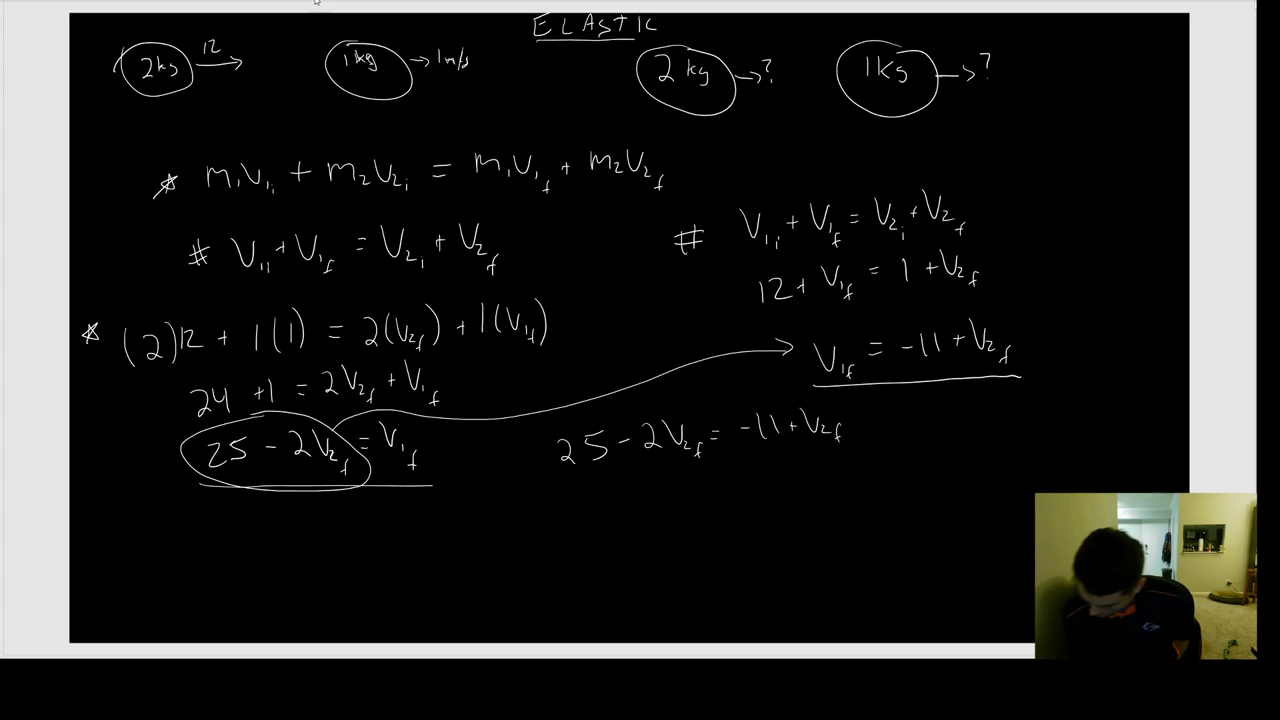 ELASTIC
2kg 12 → 1kg → 1m/s 2kg → ? 1kg → ?
* m₁V₁ᵢ + m₂V₂ᵢ = m₁V₁f + m₂V₂f
# V₁ᵢ + V₁f = V₂ᵢ + V₂f
* (2)12 + 1(1) = 2(V₂f) + 1(V₁f)
24 + 1 = 2V₂f + V₁f
25 - 2V₂f = V₁f
# V₁ᵢ + V₁f = V₂ᵢ + V₂f
12 + V₁f = 1 + V₂f
V₁f = -11 + V₂f
25 - 2V₂f = -11 + V₂f